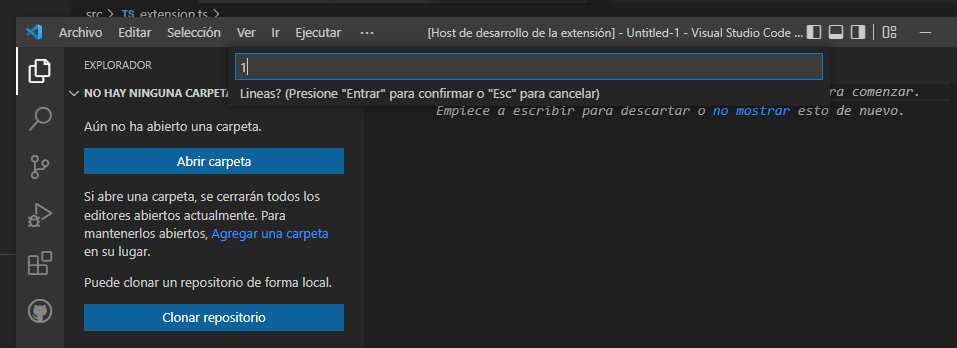 src > TS extension.ts >
Archivo Editar Selección Ver Ir Ejecutar ··· [Host de desarrollo de la extensión] - Untitled-1 - Visual Studio Code ...
EXPLORADOR
1
NO HAY NINGUNA CARPETA
Lineas? (Presione "Entrar" para confirmar o "Esc" para cancelar)
comenzar.
Empiece a escribir para descartar o no mostrar esto de nuevo.
Aún no ha abierto una carpeta.
Abrir carpeta
Si abre una carpeta, se cerrarán todos los
editores abiertos actualmente. Para
mantenerlos abiertos, Agregar una carpeta
en su lugar.
Puede clonar un repositorio de forma local.
Clonar repositorio